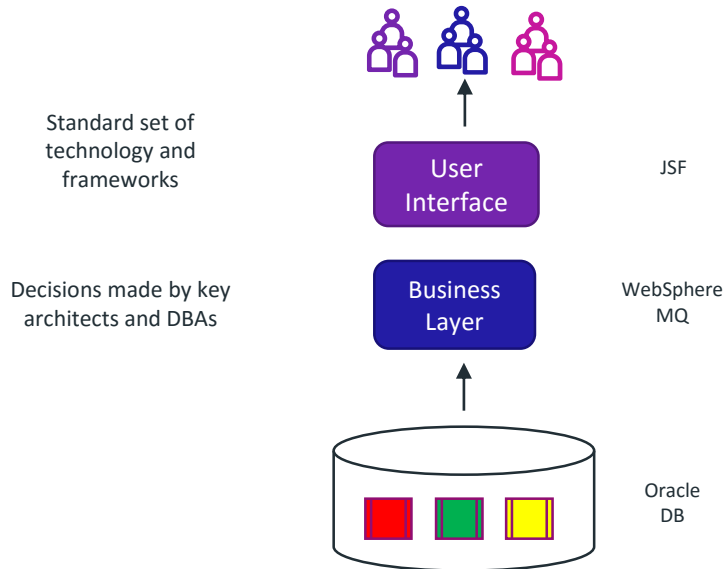 Standard set of
technology and
frameworks
User
Interface
JSF
Decisions made by key
architects and DBAs
Business
Layer
WebSphere
MQ
Oracle
DB